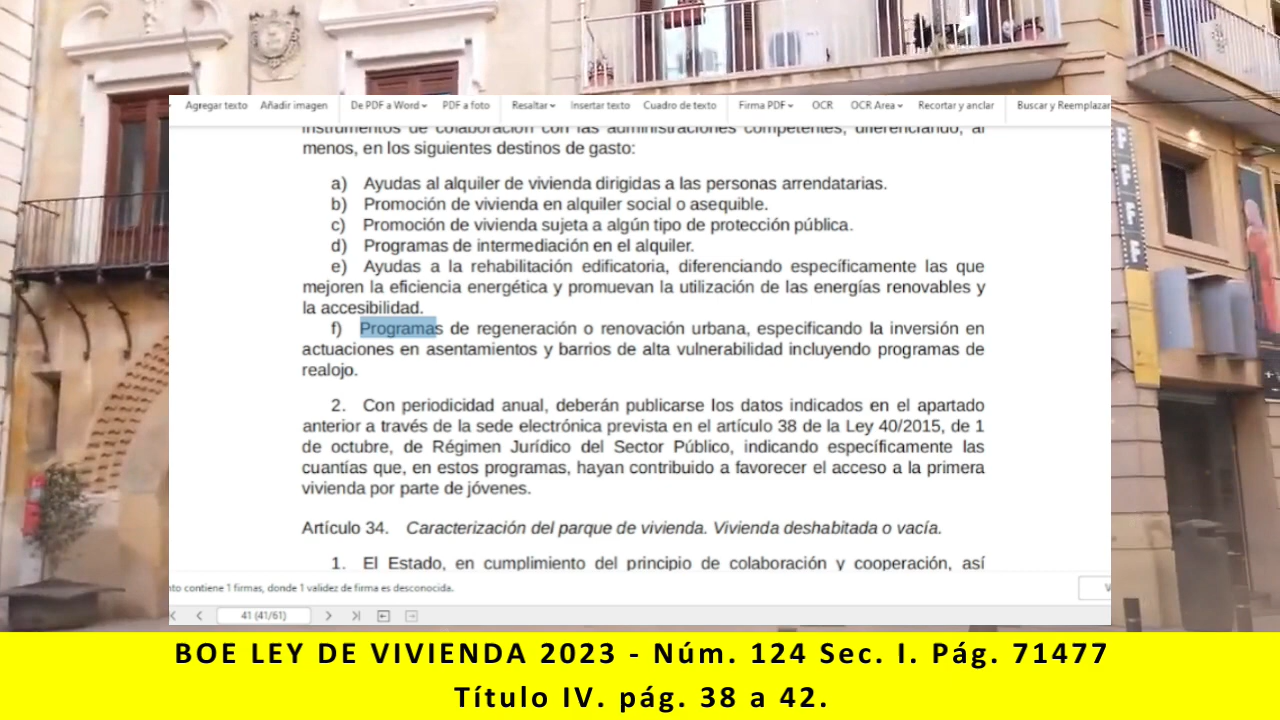 Agregar texto Añadir imagen De PDF a Word PDF a foto Resaltar Insertar texto Cuadro de texto Firma PDF OCR OCR Area Recortar y anclar Buscar y Reemplazar
instrumentos de colaboración con las administraciones competentes, diferenciando, al
menos, en los siguientes destinos de gasto:
a) Ayudas al alquiler de vivienda dirigidas a las personas arrendatarias.
b) Promoción de vivienda en alquiler social o asequible.
c) Promoción de vivienda sujeta a algún tipo de protección pública.
d) Programas de intermediación en el alquiler.
e) Ayudas a la rehabilitación edificatoria, diferenciando específicamente las que
mejoren la eficiencia energética y promuevan la utilización de las energías renovables y
la accesibilidad.
f) Programas de regeneración o renovación urbana, especificando la inversión en
actuaciones en asentamientos y barrios de alta vulnerabilidad incluyendo programas de
realojo.
2. Con periodicidad anual, deberán publicarse los datos indicados en el apartado
anterior a través de la sede electrónica prevista en el artículo 38 de la Ley 40/2015, de 1
de octubre, de Régimen Jurídico del Sector Público, indicando específicamente las
cuantías que, en estos programas, hayan contribuido a favorecer el acceso a la primera
vivienda por parte de jóvenes.
Artículo 34. Caracterización del parque de vivienda. Vivienda deshabitada o vacía.
1. El Estado, en cumplimiento del principio de colaboración y cooperación, así
nto contiene 1 firmas, donde 1 validez de firma es desconocida.
41 (41/61)
BOE LEY DE VIVIENDA 2023 - Núm. 124 Sec. I. Pág. 71477
Título IV. pág. 38 a 42.